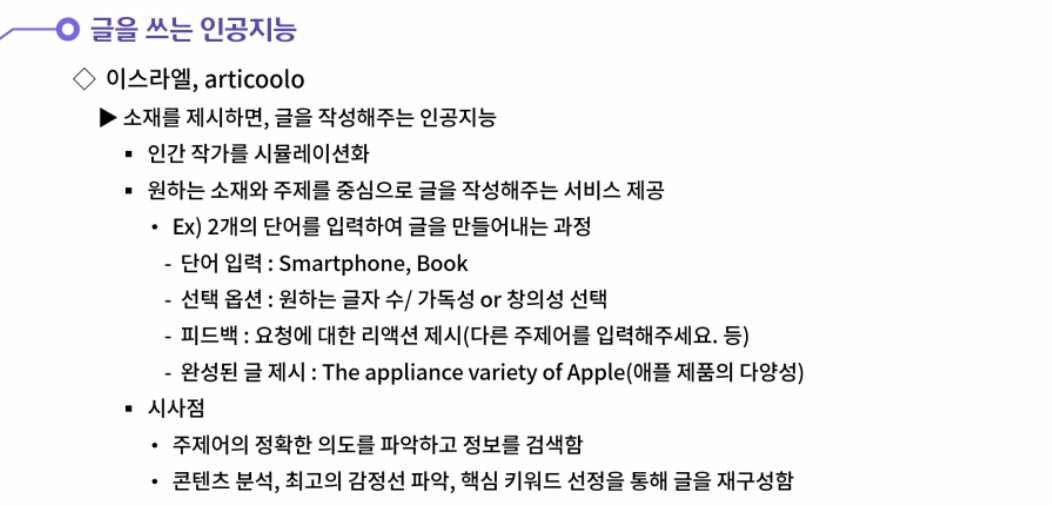 글을 쓰는 인공지능
◇ 이스라엘, articoolo
▶ 소재를 제시하면, 글을 작성해주는 인공지능
▪ 인간 작가를 시뮬레이션화
▪ 원하는 소재와 주제를 중심으로 글을 작성해주는 서비스 제공
• Ex) 2개의 단어를 입력하여 글을 만들어내는 과정
- 단어 입력 : Smartphone, Book
- 선택 옵션 : 원하는 글자 수/ 가독성 or 창의성 선택
- 피드백 : 요청에 대한 리액션 제시(다른 주제어를 입력해주세요. 등)
- 완성된 글 제시 : The appliance variety of Apple(애플 제품의 다양성)
▪ 시사점
• 주제어의 정확한 의도를 파악하고 정보를 검색함
• 콘텐츠 분석, 최고의 감정선 파악, 핵심 키워드 선정을 통해 글을 재구성함